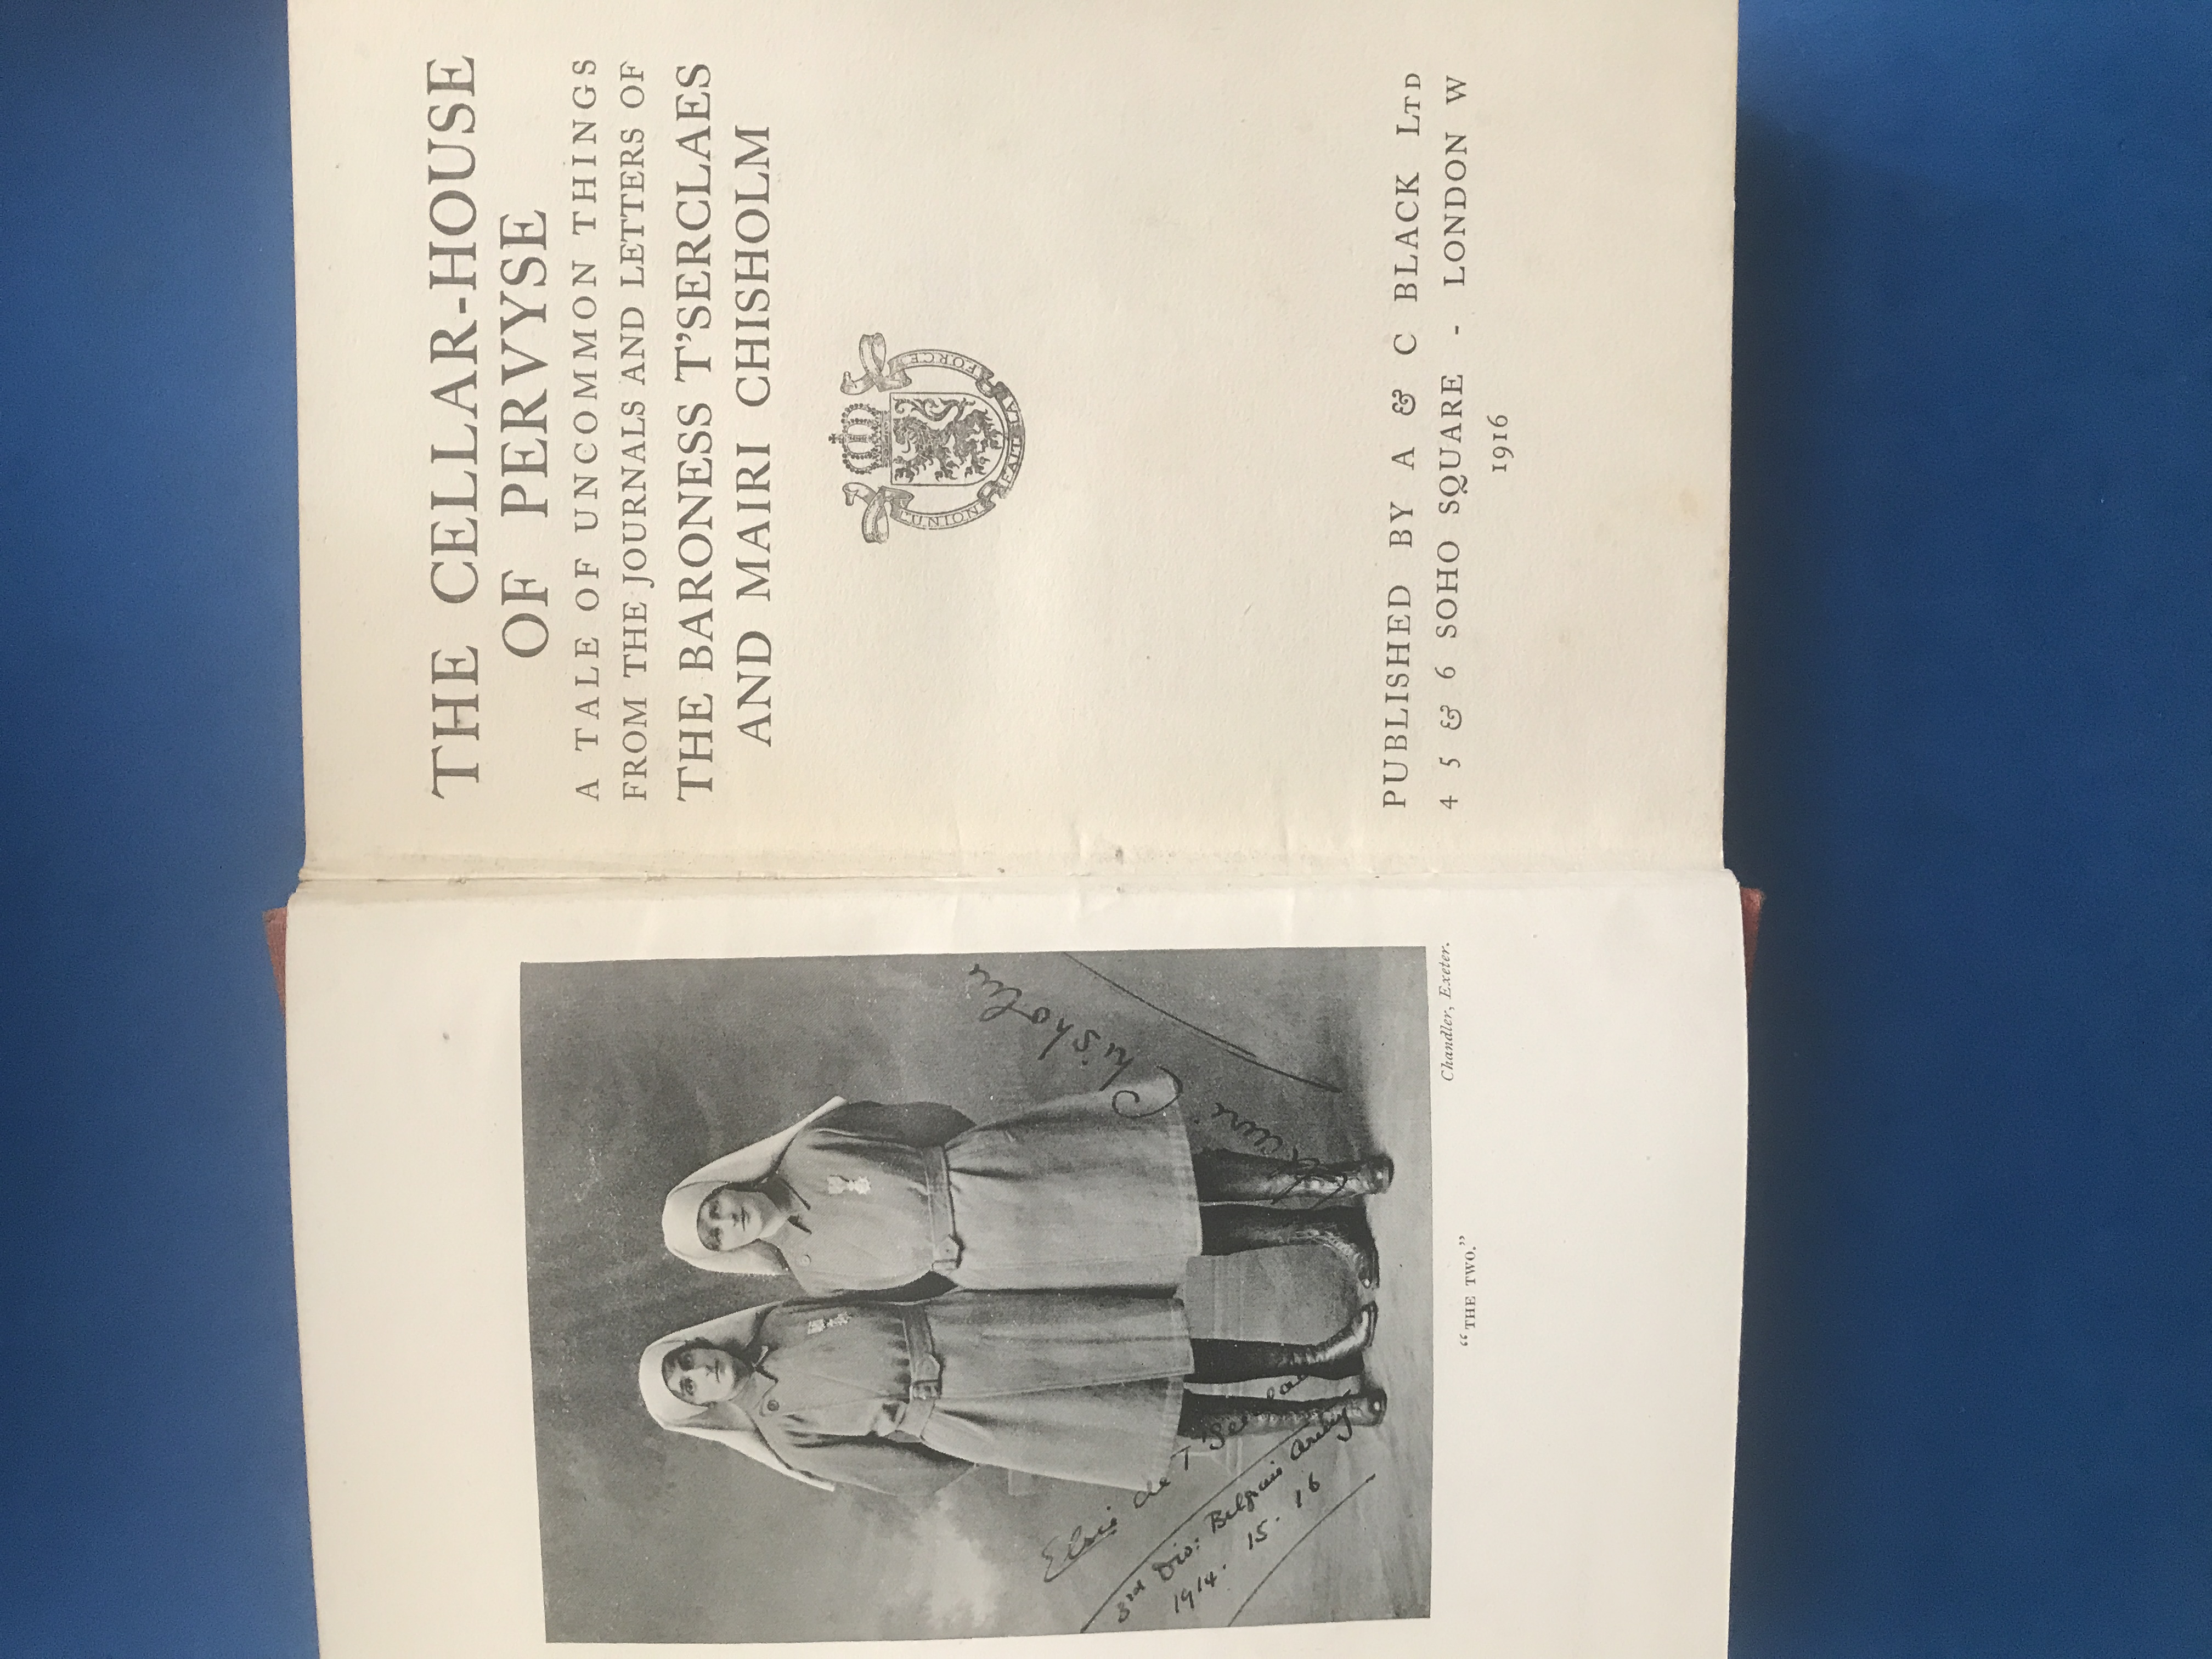 Elsie de T'Serclaes
3rd Div: Belgian Army
1914. 15. 16
Mairi Chisholm
Chandler, Exeter.
“THE TWO.”
THE CELLAR-HOUSE
OF PERVYSE
A TALE OF UNCOMMON THINGS
FROM THE JOURNALS AND LETTERS OF
THE BARONESS T'SERCLAES
AND MAIRI CHISHOLM
L'UNION FAIT LA FORCE
PUBLISHED BY A & C BLACK LTD
4 5 & 6 SOHO SQUARE - LONDON W
1916